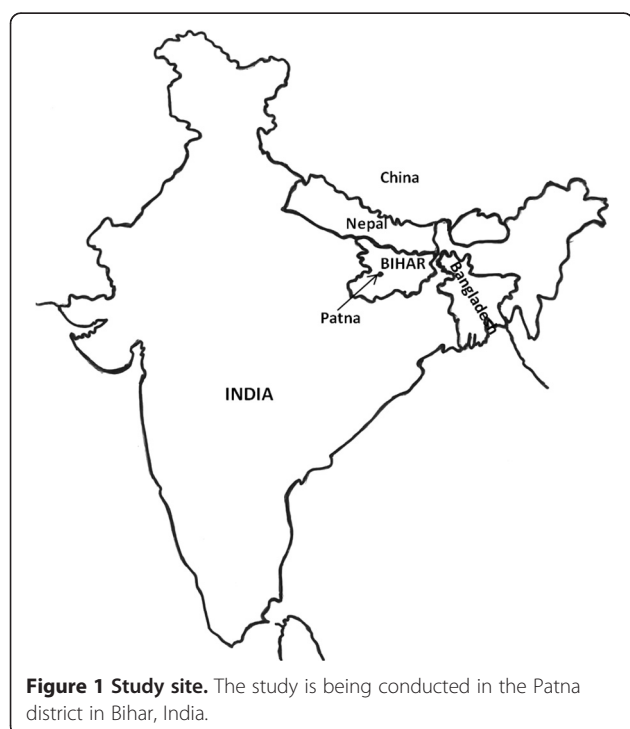 China
Nepal
BIHAR
Bangladesh
Patna
INDIA
Figure 1 Study site. The study is being conducted in the Patna
district in Bihar, India.